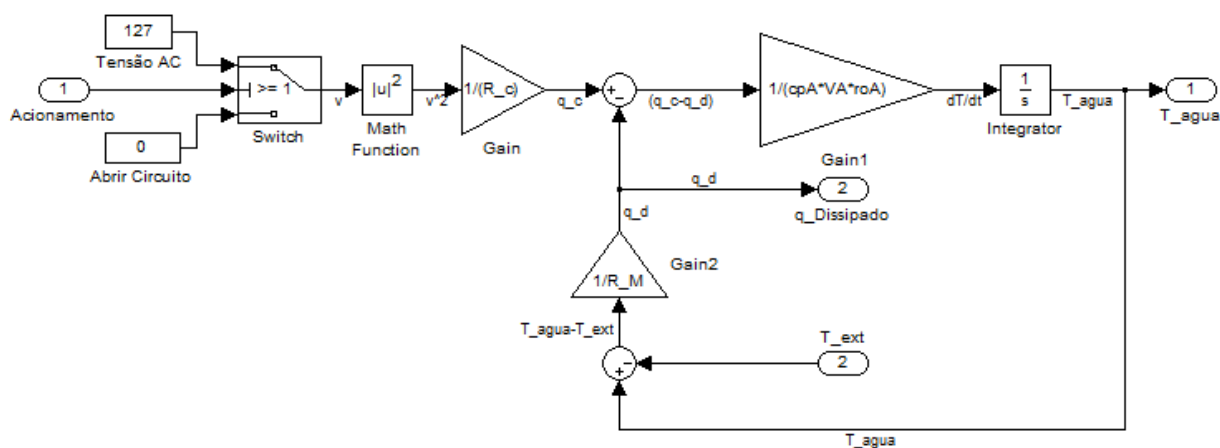 127
Tensão AC
1
Acionamento
>= 1
0
Abrir Circuito
Switch
v
|u|²
Math
Function
v^2
1/(R_c)
Gain
q_c
+
−
(q_c-q_d)
1/(cpA*VA*roA)
Gain1
dT/dt
1
s
Integrator
T_agua
1
T_agua
q_d
2
q_Dissipado
q_d
1/R_M
Gain2
T_agua-T_ext
T_ext
2
−
+
T_agua